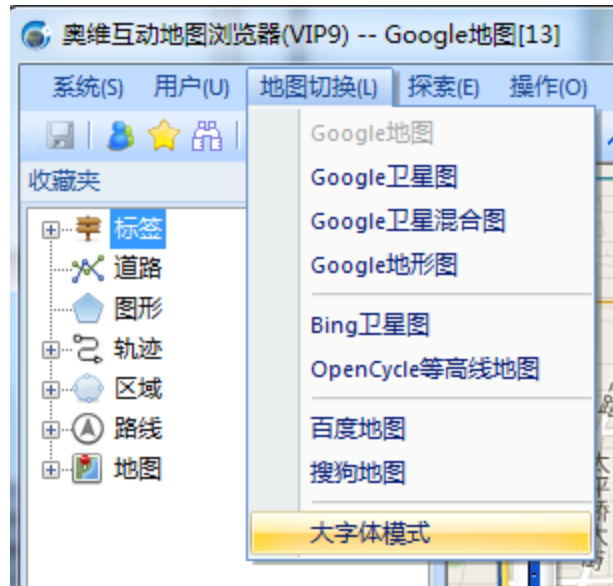 奥维互动地图浏览器(VIP9) -- Google地图[13]
系统(S) 用户(U) 地图切换(L) 探索(E) 操作(O)
收藏夹
标签
道路
图形
轨迹
区域
路线
地图
Google地图
Google卫星图
Google卫星混合图
Google地形图
Bing卫星图
OpenCycle等高线地图
百度地图
搜狗地图
大字体模式
太平桥大街